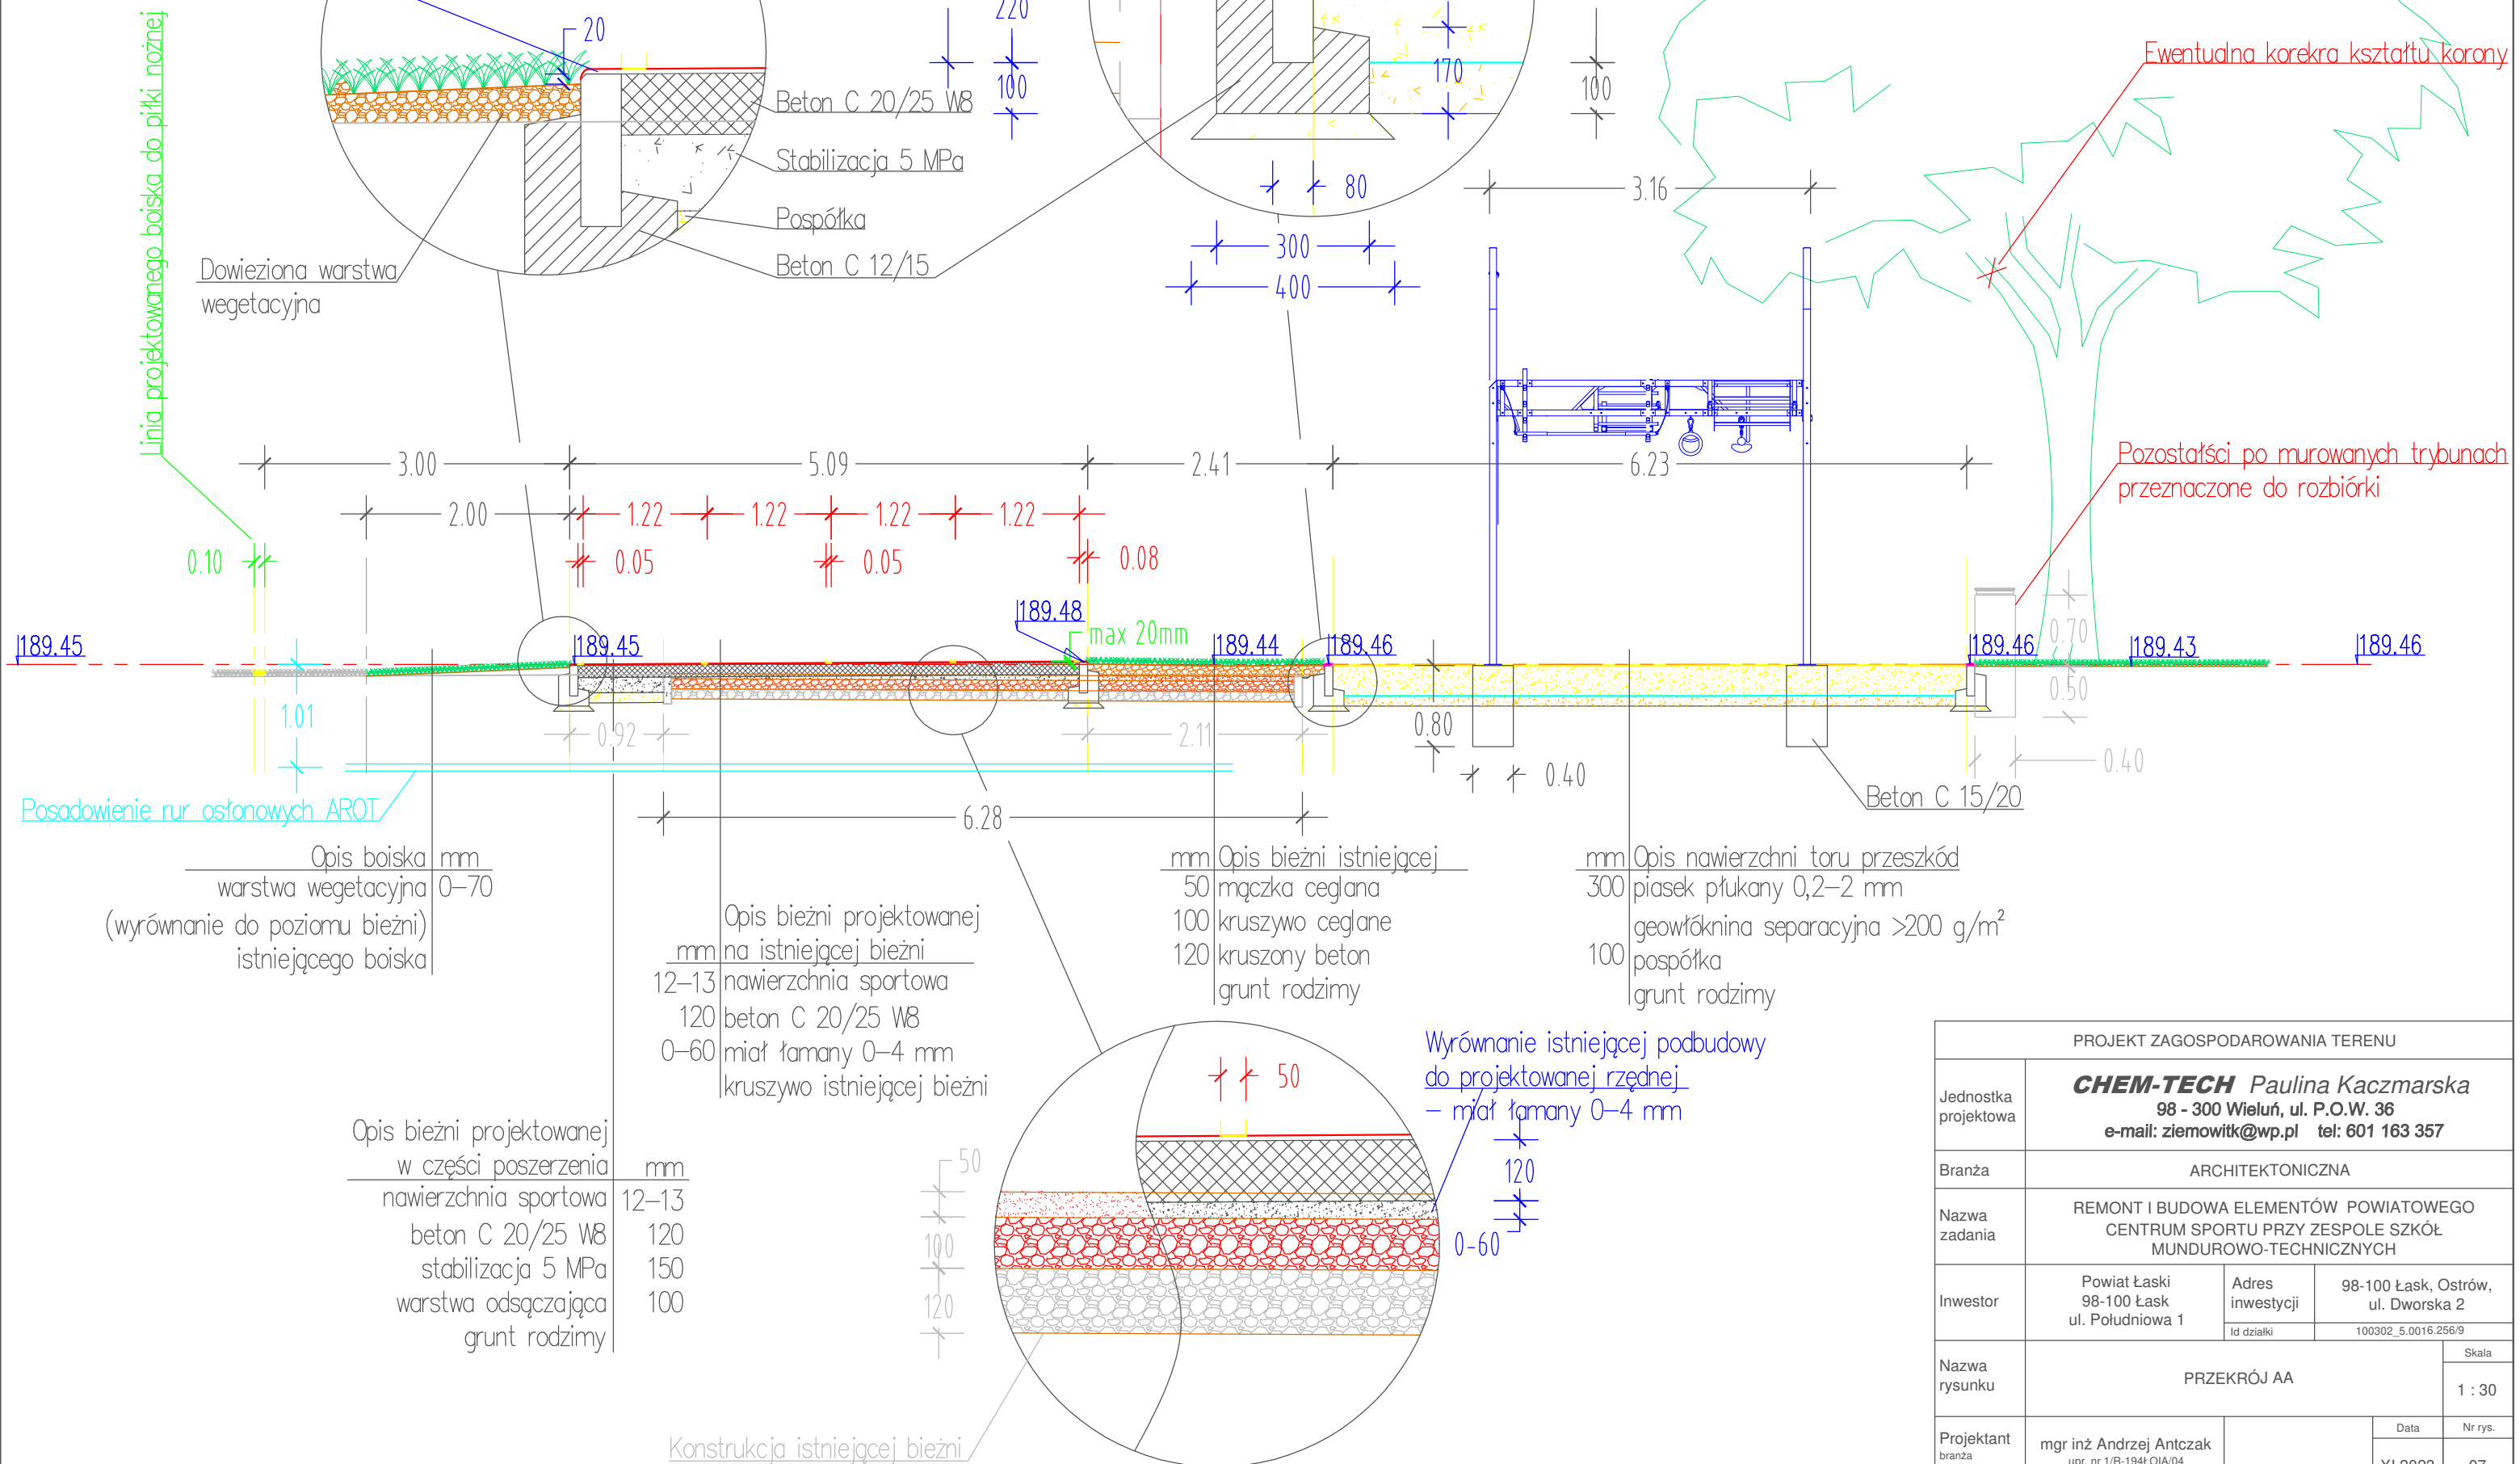 Linia projektowanego boiska do piłki nożnej
20
220
100
170
100
Ewentualna korekra kształtu korony
Beton C 20/25 W8
Stabilizacja 5 MPa
Pospółka
Beton C 12/15
Dowieziona warstwa
wegetacyjna
80
300
400
3.16
3.00
5.09
2.41
6.23
Pozostałści po murowanych trybunach
przeznaczone do rozbiórki
2.00
1.22
1.22
1.22
1.22
0.10
0.05
0.05
0.08
189.45
189.45
189.48
max 20mm
189.44
189.46
189.46
0.70
189.43
189.46
1.01
0.92
2.11
0.80
0.50
0.40
0.40
Posadowienie rur osłonowych AROT
6.28
Beton C 15/20
Opis boiska mm
warstwa wegetacyjna 0-70
(wyrównanie do poziomu bieżni)
istniejącego boiska
Opis bieżni projektowanej
mm na istniejącej bieżni
12-13 nawierzchnia sportowa
120 beton C 20/25 W8
0-60 miał łamany 0-4 mm
kruszywo istniejącej bieżni
mm Opis bieżni istniejącej
50 mączka ceglana
100 kruszywo ceglane
120 kruszony beton
grunt rodzimy
mm Opis nawierzchni toru przeszkód
300 piasek płukany 0,2-2 mm
geowłóknina separacyjna >200 g/m²
100 pospółka
grunt rodzimy
Opis bieżni projektowanej
w części poszerzenia mm
nawierzchnia sportowa 12-13
beton C 20/25 W8 120
stabilizacja 5 MPa 150
warstwa odsączająca 100
grunt rodzimy
50
Wyrównanie istniejącej podbudowy
do projektowanej rzędnej
- miał łamany 0-4 mm
50
100
120
120
0-60
Konstrukcja istniejącej bieżni
PROJEKT ZAGOSPODAROWANIA TERENU
Jednostka
projektowa
CHEM-TECH Paulina Kaczmarska
98 - 300 Wieluń, ul. P.O.W. 36
e-mail: ziemowitk@wp.pl tel: 601 163 357
Branża
ARCHITEKTONICZNA
Nazwa
zadania
REMONT I BUDOWA ELEMENTÓW POWIATOWEGO
CENTRUM SPORTU PRZY ZESPOLE SZKÓŁ
MUNDUROWO-TECHNICZNYCH
Inwestor
Powiat Łaski
98-100 Łask
ul. Południowa 1
Adres
inwestycji
98-100 Łask, Ostrów,
ul. Dworska 2
Id działki
100302_5.0016.256/9
Nazwa
rysunku
PRZEKRÓJ AA
Skala
1 : 30
Projektant
branża
mgr inż Andrzej Antczak
Data
Nr rys.